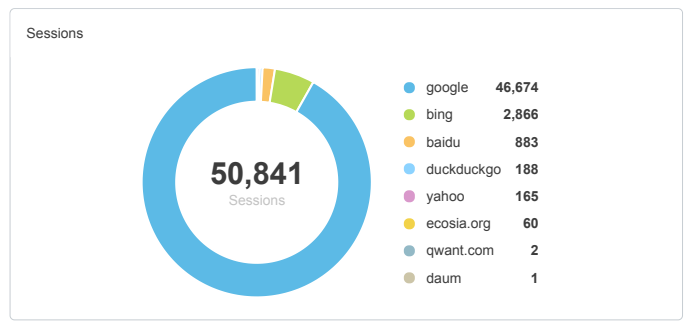 Sessions
50,841
Sessions
google 46,674
bing 2,866
baidu 883
duckduckgo 188
yahoo 165
ecosia.org 60
qwant.com 2
daum 1